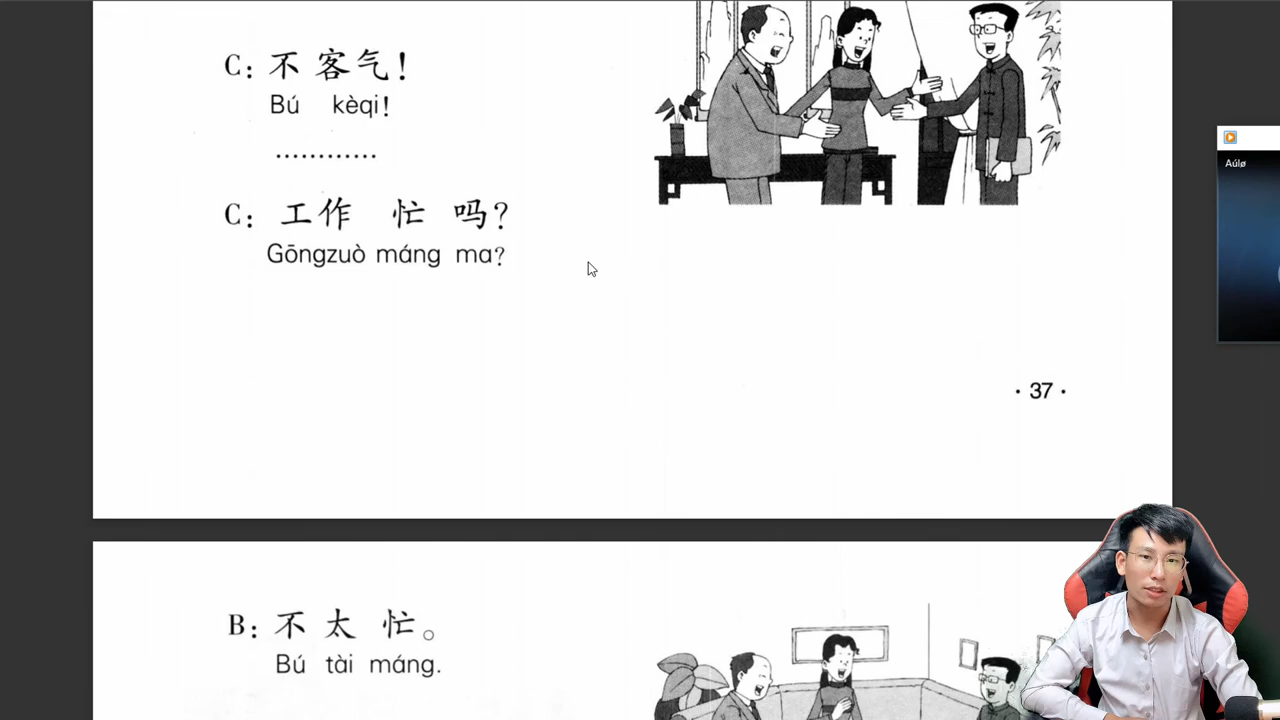 C: 不 客 气!
Bú kèqi!
…………
C: 工作 忙 吗?
Gōngzuò máng ma?
· 37 ·
Aúlø
B: 不 太 忙。
Bú tài máng.